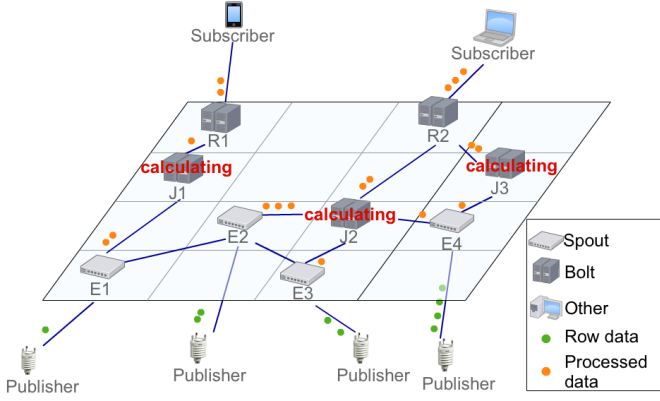 Subscriber
Subscriber
R1
R2
calculating
calculating
J1
J3
calculating
E2
J2
E4
E1
E3
Spout
Bolt
Other
Row data
Processed
data
Publisher
Publisher
Publisher
Publisher